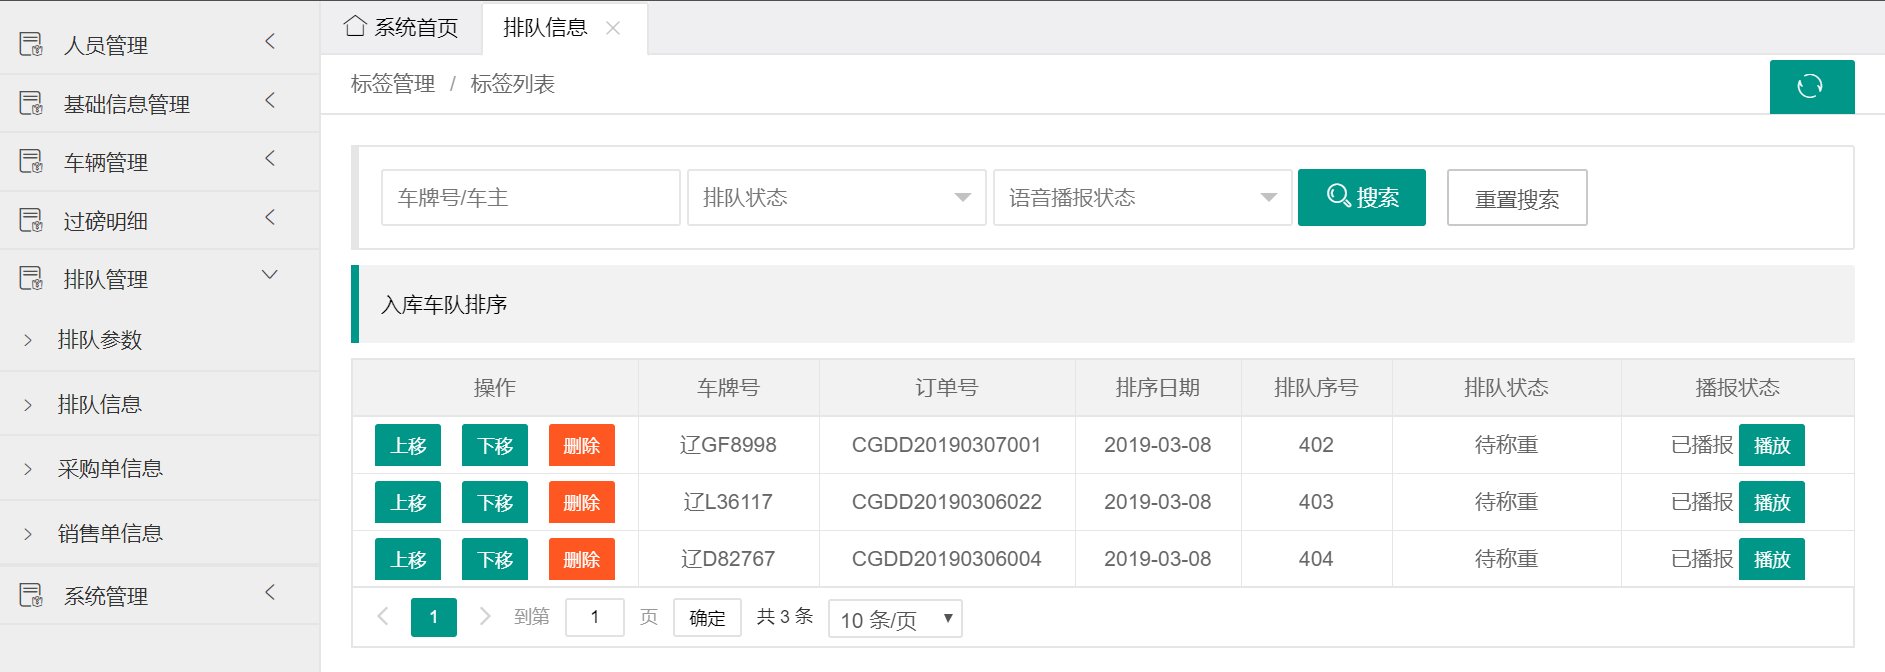 人员管理
基础信息管理
车辆管理
过磅明细
排队管理
排队参数
排队信息
采购单信息
销售单信息
系统管理
系统首页 排队信息
标签管理 / 标签列表
车牌号/车主 排队状态 语音播报状态 搜索 重置搜索
入库车队排序
操作 车牌号 订单号 排序日期 排队序号 排队状态 播报状态
上移 下移 删除 辽GF8998 CGDD20190307001 2019-03-08 402 待称重 已播报 播放
上移 下移 删除 辽L36117 CGDD20190306022 2019-03-08 403 待称重 已播报 播放
上移 下移 删除 辽D82767 CGDD20190306004 2019-03-08 404 待称重 已播报 播放
1 到第 1 页 确定 共 3 条 10 条/页